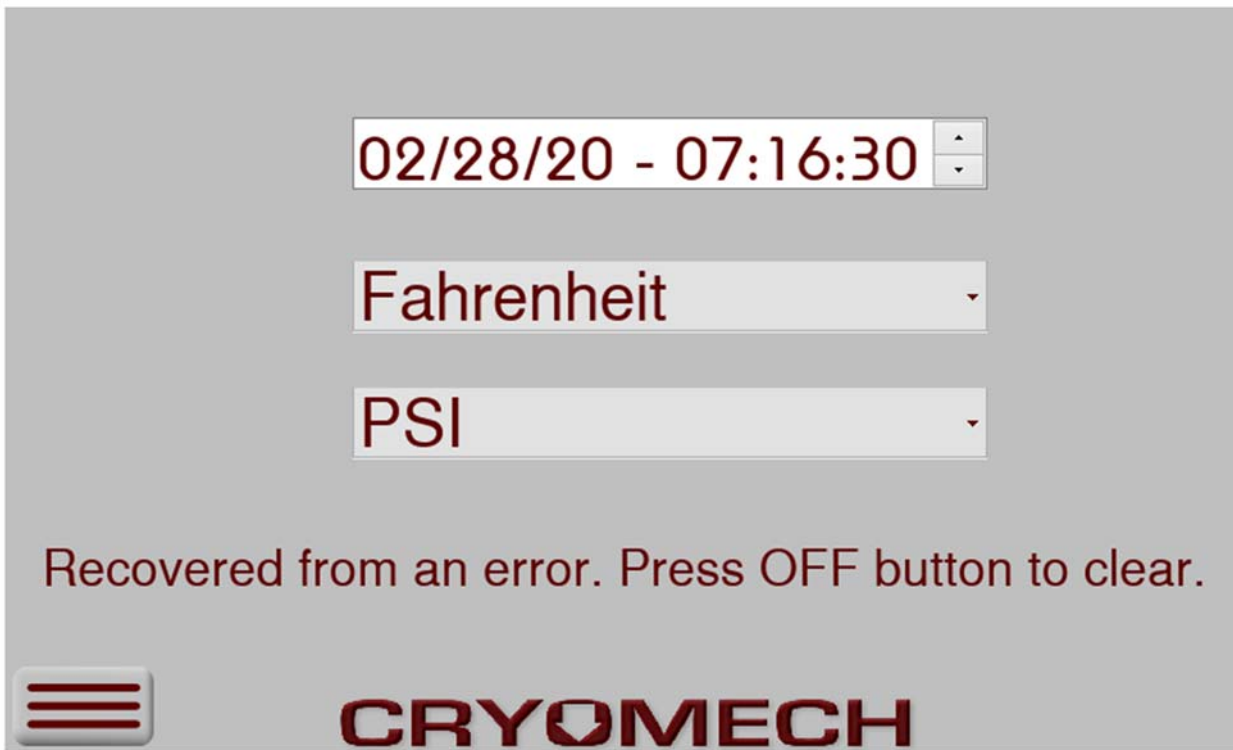 02/28/20 - 07:16:30
Fahrenheit
PSI
Recovered from an error. Press OFF button to clear.
CRYOMECH